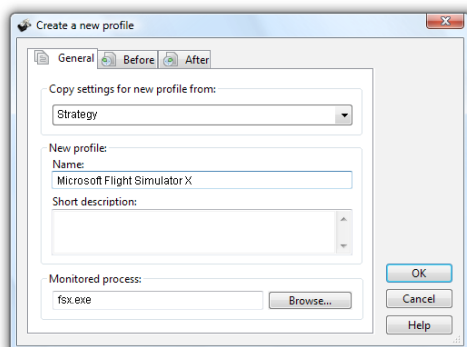 Create a new profile
General Before After
Copy settings for new profile from:
Strategy
New profile:
Name:
Microsoft Flight Simulator X
Short description:
Monitored process:
fsx.exe Browse...
OK
Cancel
Help